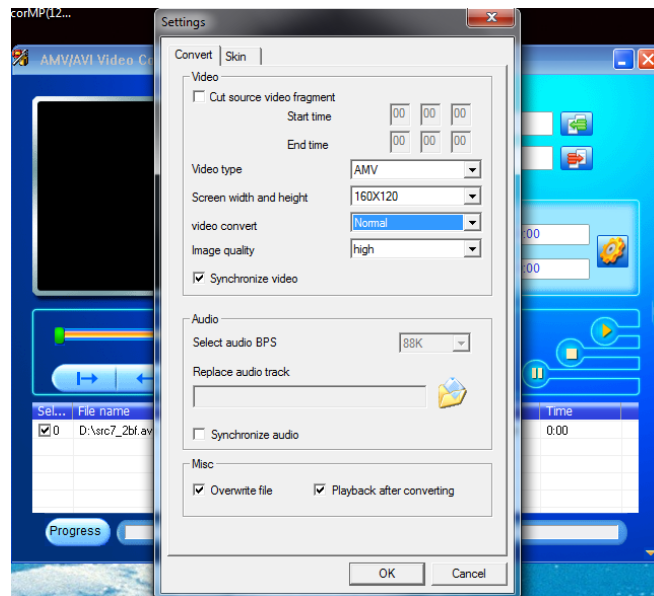 corMP(12...
Settings
AMV/AVI Video Co
Convert
Skin
Video
Cut source video fragment
Start time 00 00 00
End time 00 00 00
Video type AMV
Screen width and height 160X120
video convert Normal
Image quality high
Synchronize video
:00
:00
Audio
Select audio BPS 88K
Replace audio track
Synchronize audio
Sel... File name Time
0 D:\src7_2bf.av 0:00
Misc
Overwrite file Playback after converting
Progress
OK Cancel